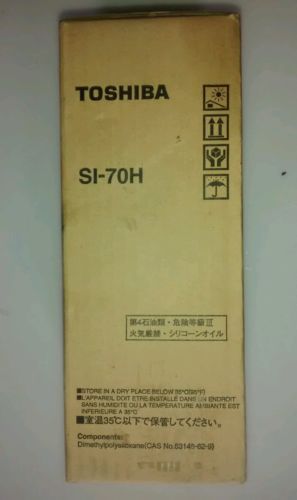 TOSHIBA
SI-70H
第4石油類・危険等級Ⅲ
火気厳禁・シリコーンオイル
■STORE IN A DRY PLACE BELOW 35°C(95°F)
■L'APPAREIL DOIT ETRE INSTALLÉ DANS UN ENDROIT
SANS HUMIDITE OU LA TEMPERATURE AMBIANTE EST
INFERIEURE A 35°C
■室温35℃以下で保管してください。
Components:
Dimethylpolysiloxane(CAS No.63148-62-9)